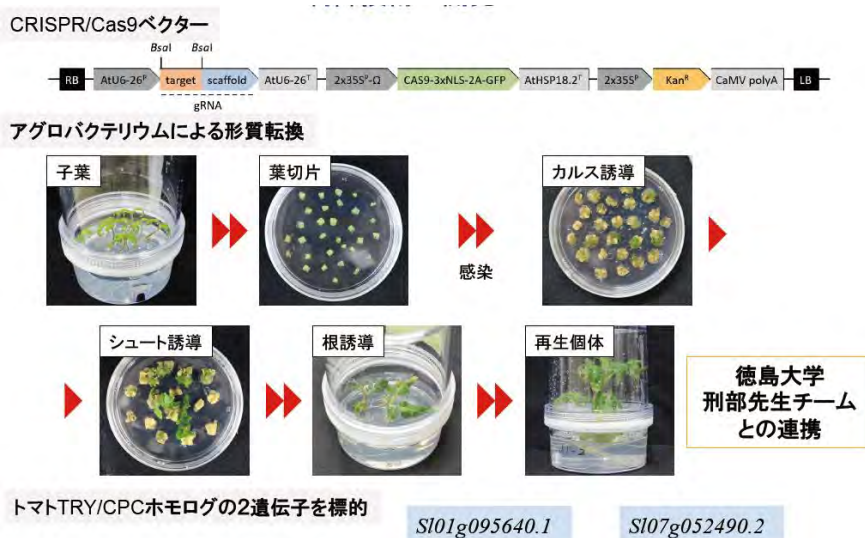 CRISPR/Cas9ベクター
BsaI BsaI
RB AtU6-26ᴾ target scaffold AtU6-26ᵀ 2x35Sᴾ-Ω CAS9-3xNLS-2A-GFP AtHSP18.2ᵀ 2x35Sᴾ Kanᴿ CaMV polyA LB
gRNA
アグロバクテリウムによる形質転換
子葉 葉切片 カルス誘導
感染
シュート誘導 根誘導 再生個体
徳島大学
刑部先生チーム
との連携
トマトTRY/CPCホモログの2遺伝子を標的
Sl01g095640.1 Sl07g052490.2